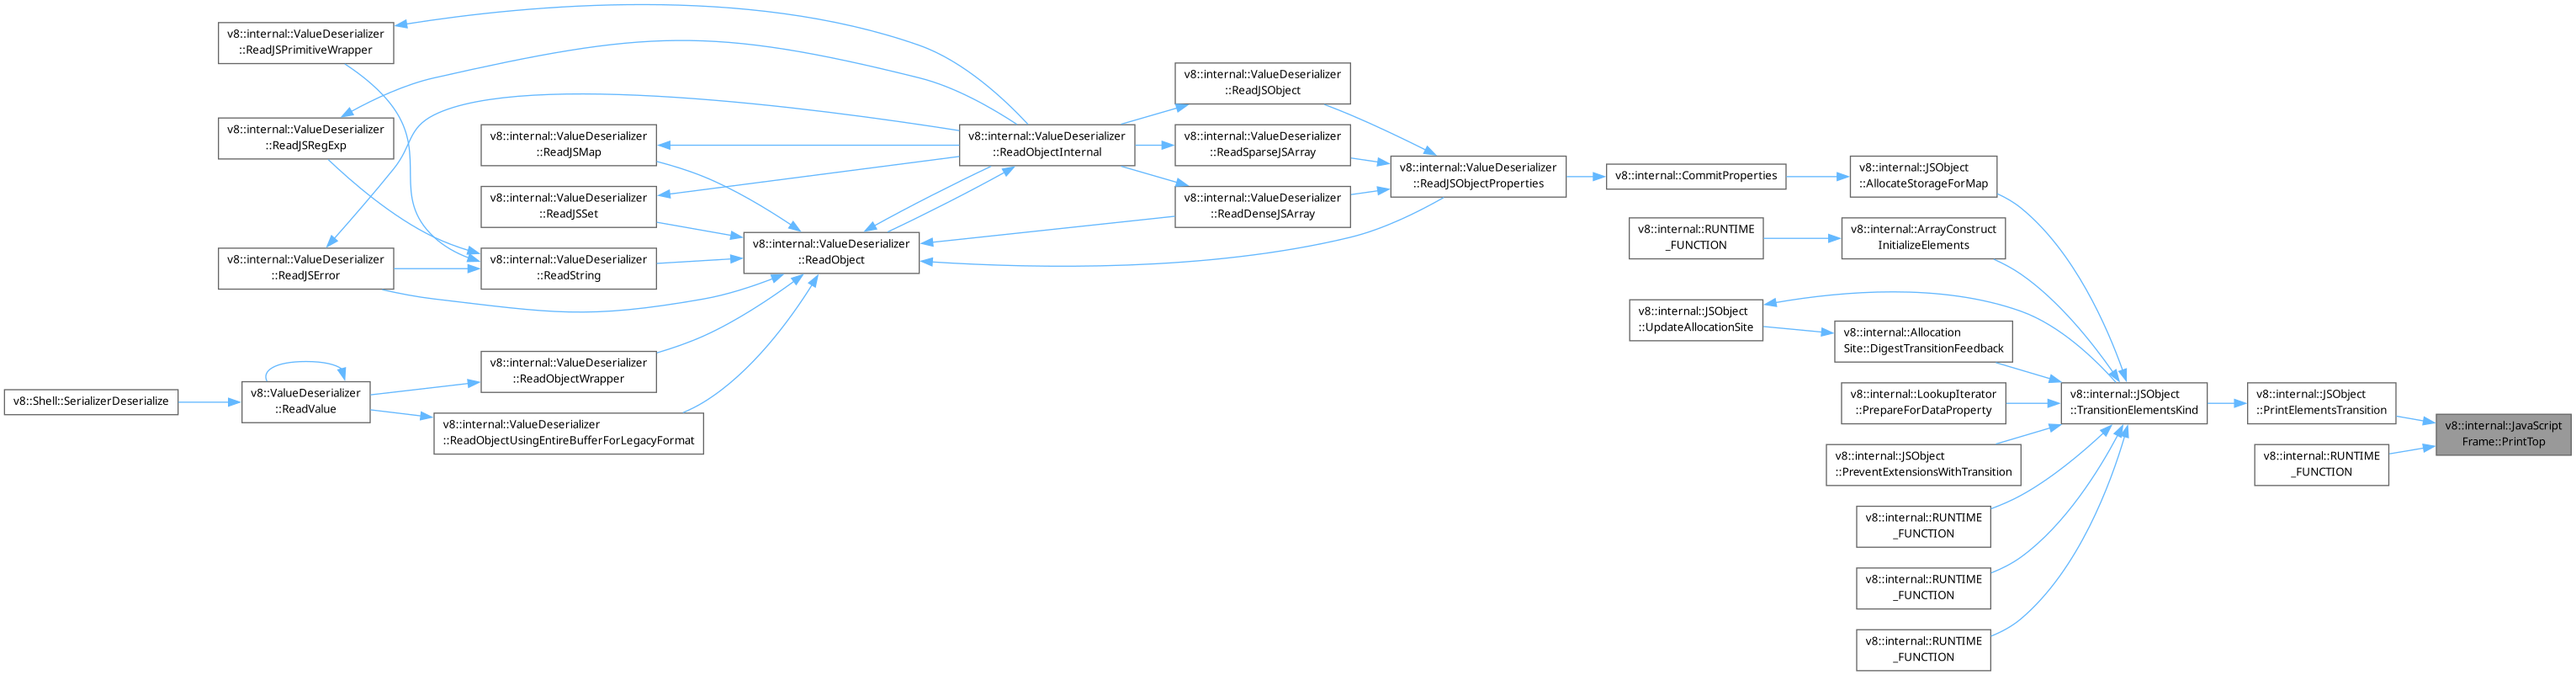 v8::internal::ValueDeserializer
::ReadJSPrimitiveWrapper
v8::internal::ValueDeserializer
::ReadJSRegExp
v8::internal::ValueDeserializer
::ReadJSError
v8::Shell::SerializerDeserialize
v8::ValueDeserializer
::ReadValue
v8::internal::ValueDeserializer
::ReadJSMap
v8::internal::ValueDeserializer
::ReadJSSet
v8::internal::ValueDeserializer
::ReadString
v8::internal::ValueDeserializer
::ReadObjectWrapper
v8::internal::ValueDeserializer
::ReadObjectUsingEntireBufferForLegacyFormat
v8::internal::ValueDeserializer
::ReadObject
v8::internal::ValueDeserializer
::ReadObjectInternal
v8::internal::ValueDeserializer
::ReadJSObject
v8::internal::ValueDeserializer
::ReadSparseJSArray
v8::internal::ValueDeserializer
::ReadDenseJSArray
v8::internal::ValueDeserializer
::ReadJSObjectProperties
v8::internal::CommitProperties
v8::internal::RUNTIME
_FUNCTION
v8::internal::JSObject
::UpdateAllocationSite
v8::internal::JSObject
::AllocateStorageForMap
v8::internal::ArrayConstruct
InitializeElements
v8::internal::Allocation
Site::DigestTransitionFeedback
v8::internal::LookupIterator
::PrepareForDataProperty
v8::internal::JSObject
::PreventExtensionsWithTransition
v8::internal::RUNTIME
_FUNCTION
v8::internal::RUNTIME
_FUNCTION
v8::internal::RUNTIME
_FUNCTION
v8::internal::JSObject
::TransitionElementsKind
v8::internal::JSObject
::PrintElementsTransition
v8::internal::RUNTIME
_FUNCTION
v8::internal::JavaScript
Frame::PrintTop